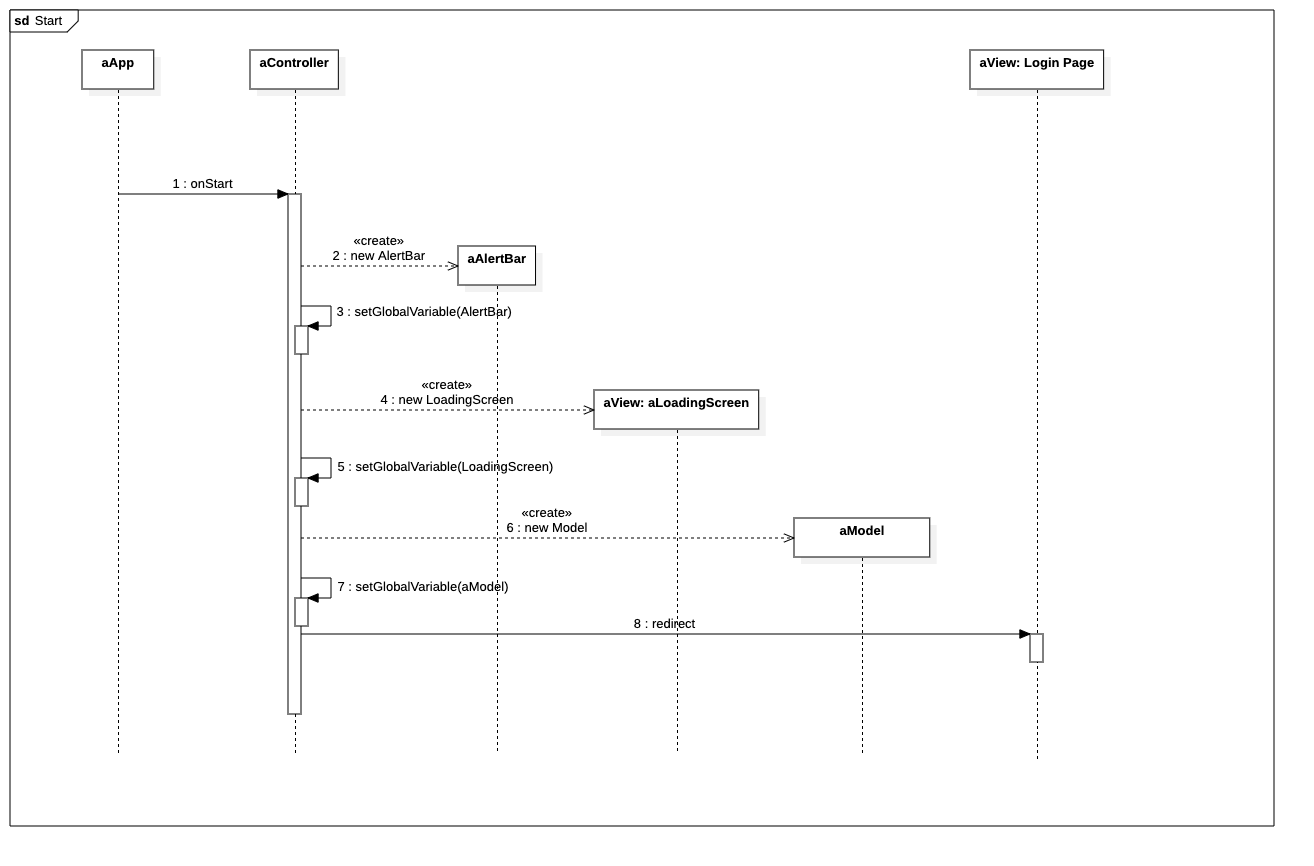 sd Start
aApp
aController
aView: Login Page
1 : onStart
«create»
2 : new AlertBar
aAlertBar
3 : setGlobalVariable(AlertBar)
«create»
4 : new LoadingScreen
aView: aLoadingScreen
5 : setGlobalVariable(LoadingScreen)
«create»
6 : new Model
aModel
7 : setGlobalVariable(aModel)
8 : redirect